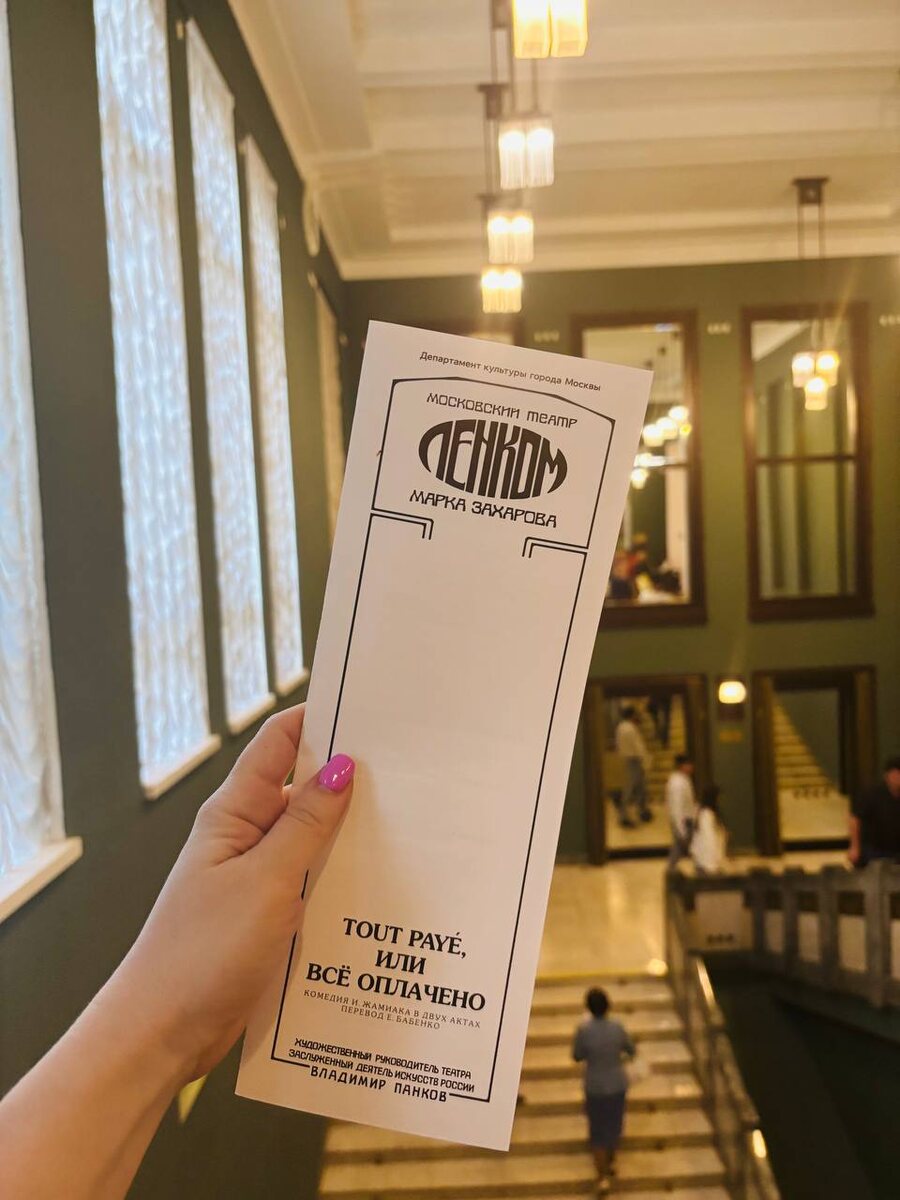 Департамент культуры города Москвы
МОСКОВСКИЙ ТЕАТР
ЛЕНКОМ
МАРКА ЗАХАРОВА
TOUT PAYÉ,
ИЛИ
ВСЁ ОПЛАЧЕНО
КОМЕДИЯ И. ЖАМИАКА В ДВУХ АКТАХ
ПЕРЕВОД Е. БАБЕНКО
ХУДОЖЕСТВЕННЫЙ РУКОВОДИТЕЛЬ ТЕАТРА
ЗАСЛУЖЕННЫЙ ДЕЯТЕЛЬ ИСКУССТВ РОССИИ
ВЛАДИМИР ПАНКОВ